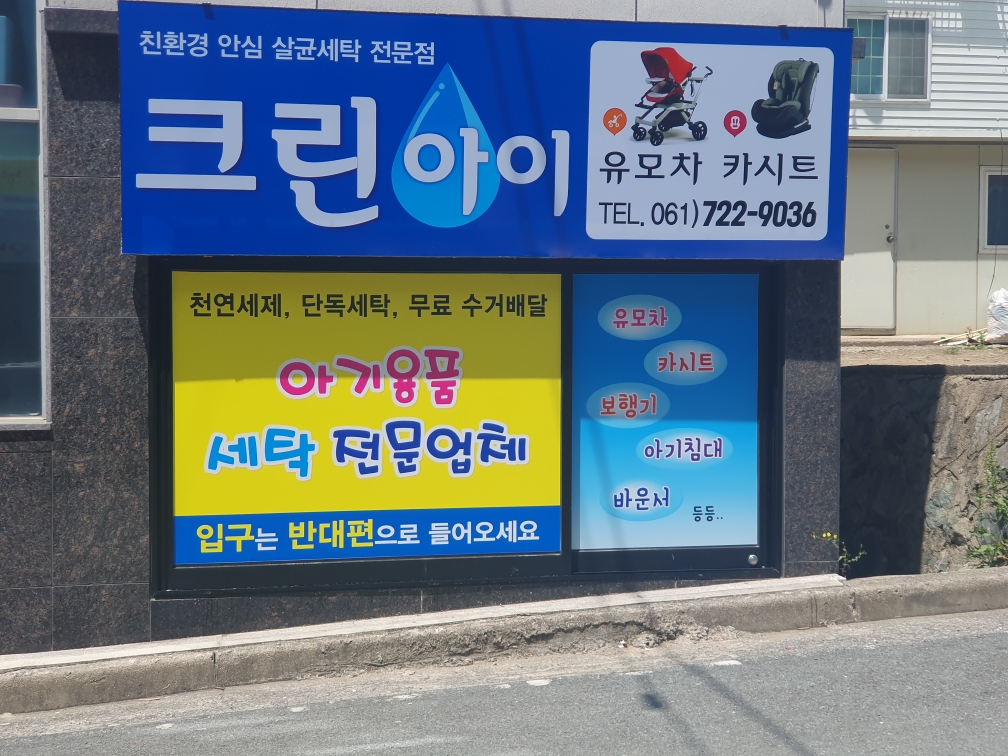 친환경 안심 살균세탁 전문점
크린아이
유모차 카시트
TEL. 061)722-9036
천연세제, 단독세탁, 무료 수거배달
아기용품
세탁 전문업체
입구는 반대편으로 들어오세요
유모차
카시트
보행기
아기침대
바운서
등등..